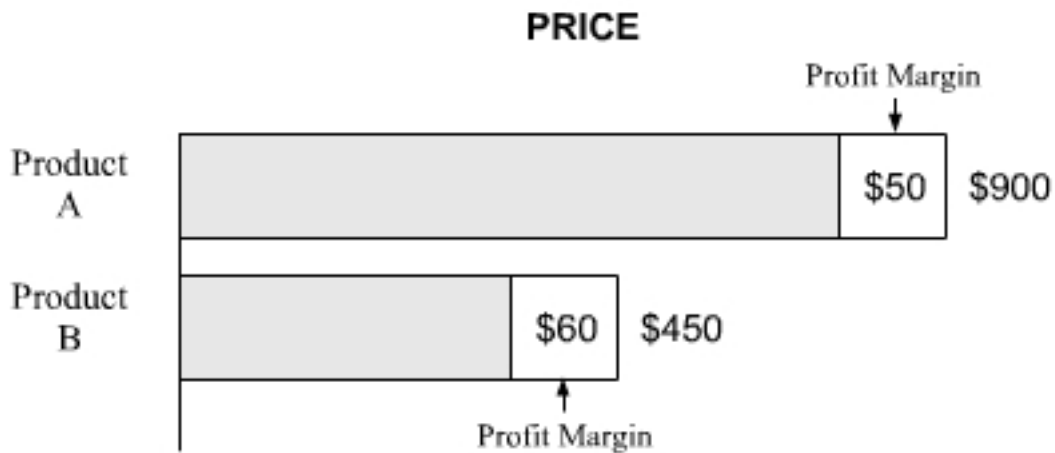 PRICE
Profit Margin
Product
A
$50 $900
Product
B
$60 $450
Profit Margin